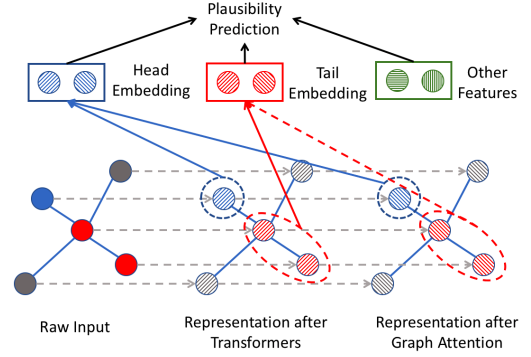 Plausibility
Prediction
Head
Embedding
Tail
Embedding
Other
Features
Raw Input
Representation after
Transformers
Representation after
Graph Attention